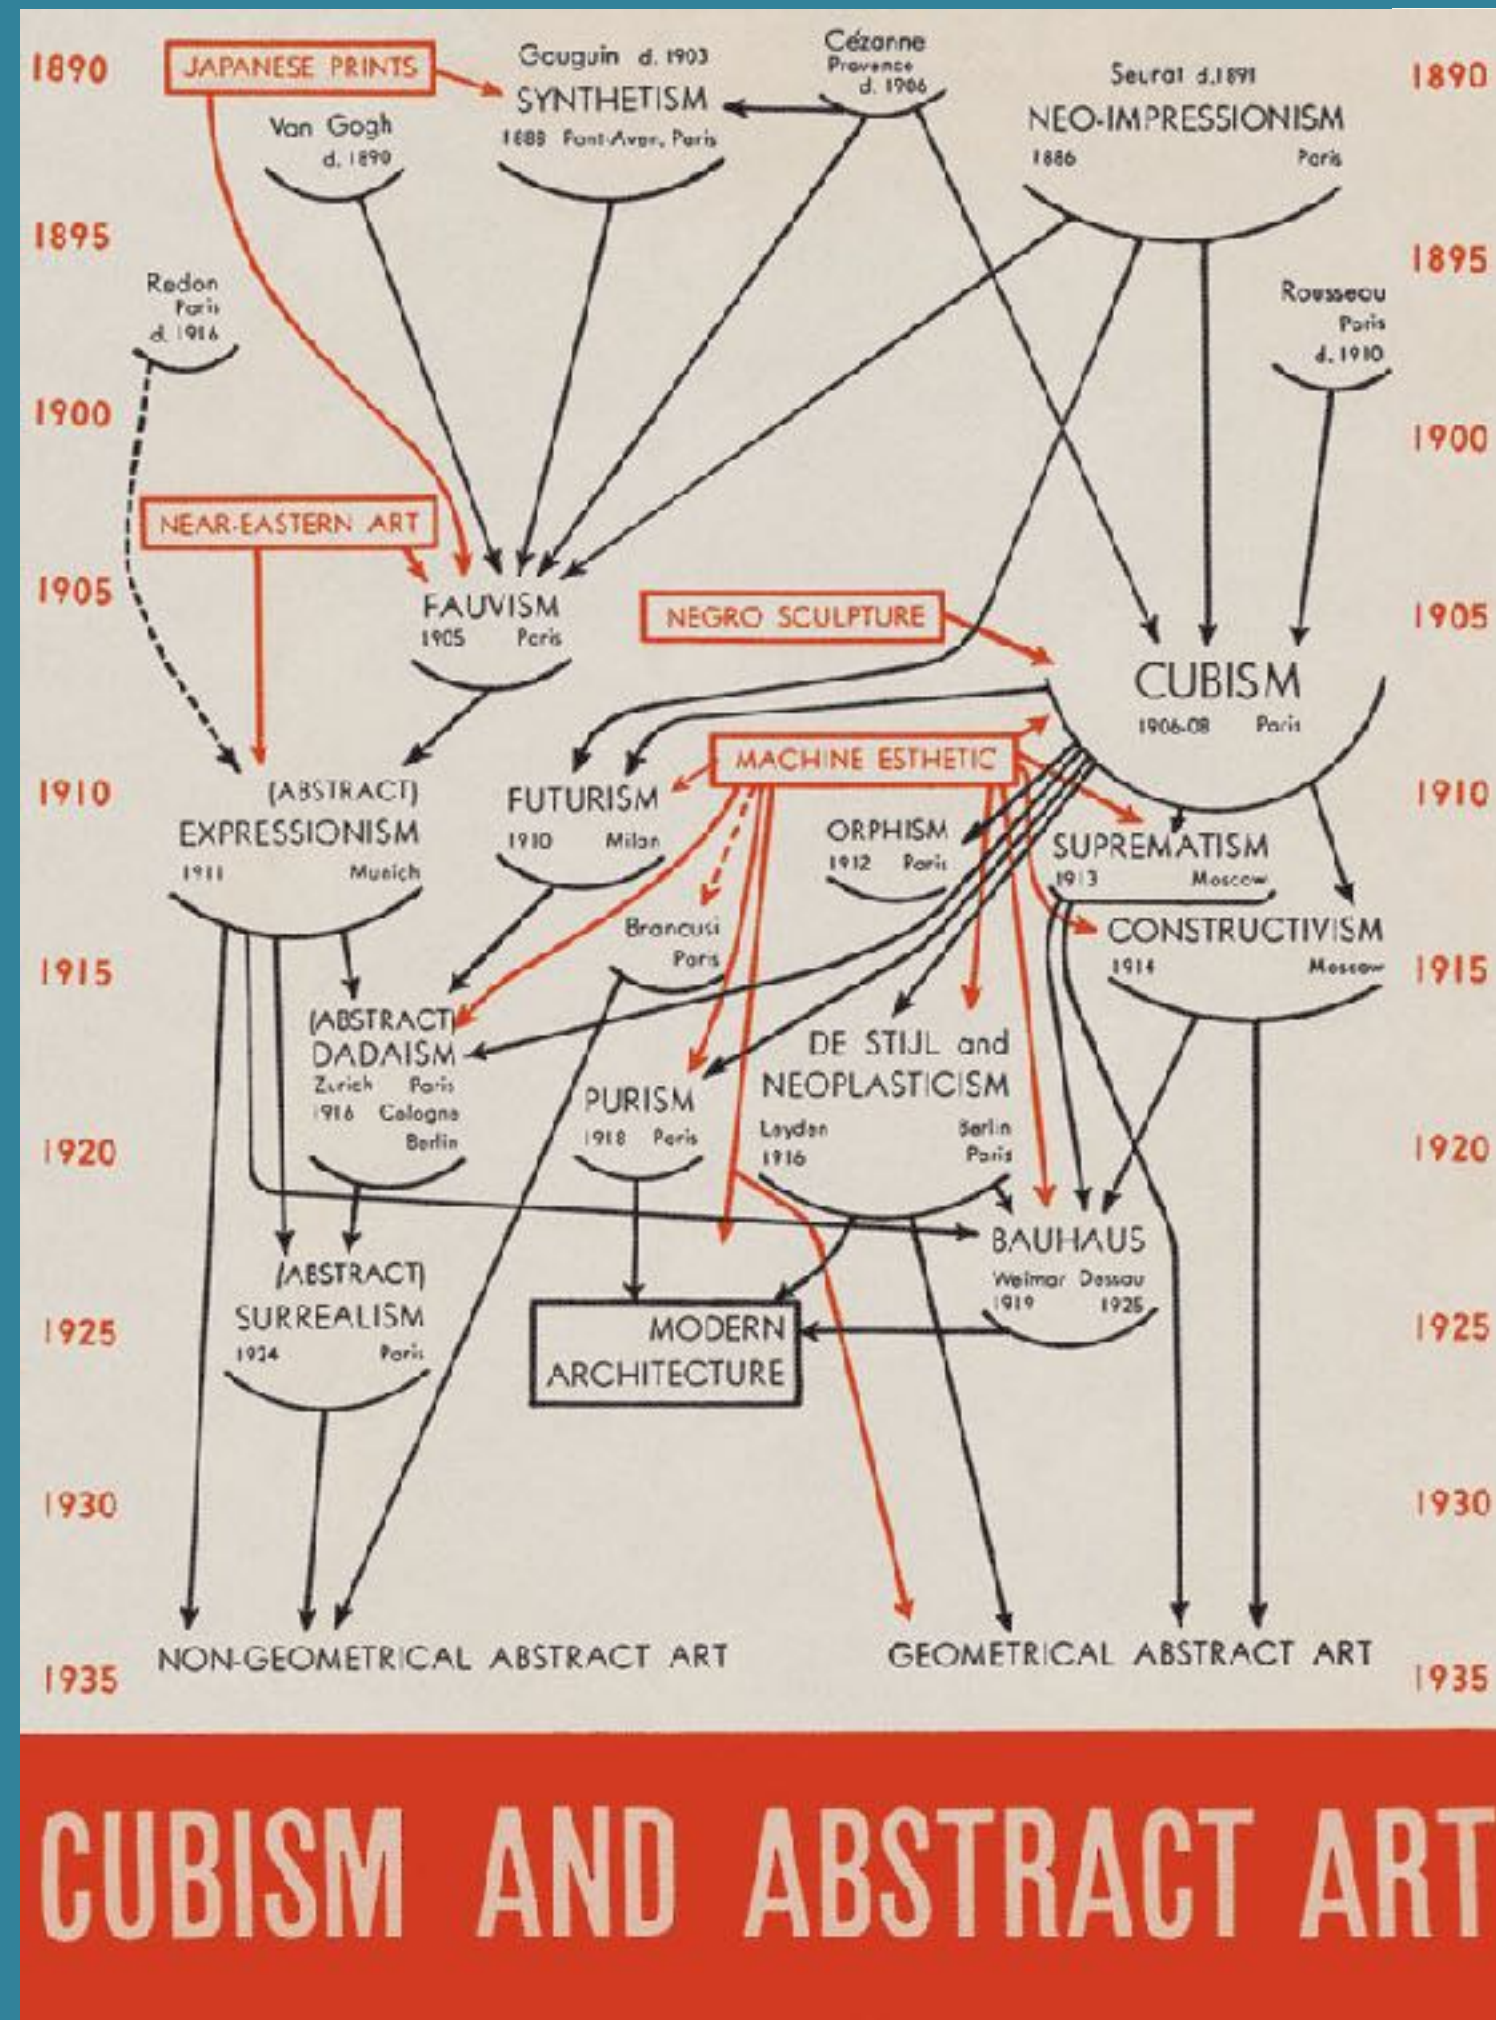 1890
JAPANESE PRINTS
Gauguin d. 1903
SYNTHETISM
1888 Pont-Aven, Paris
Cézanne
Provence
d. 1906
Seurat d.1891
NEO-IMPRESSIONISM
1886 Paris
1890
Van Gogh
d. 1890
1895
1895
Redon
Paris
d. 1916
Rousseau
Paris
d. 1910
1900
1900
NEAR-EASTERN ART
1905
FAUVISM
1905 Paris
NEGRO SCULPTURE
1905
CUBISM
1906-08 Paris
MACHINE ESTHETIC
1910
(ABSTRACT)
EXPRESSIONISM
1911 Munich
FUTURISM
1910 Milan
ORPHISM
1912 Paris
SUPREMATISM
1913 Moscow
1910
Brancusi
Paris
CONSTRUCTIVISM
1914 Moscow
1915
1915
(ABSTRACT)
DADAISM
Zurich Paris
1916 Cologne
Berlin
PURISM
1918 Paris
DE STIJL and
NEOPLASTICISM
Leyden Berlin
1916 Paris
1920
1920
BAUHAUS
Weimar Dessau
1919 1925
(ABSTRACT)
SURREALISM
1924 Paris
MODERN
ARCHITECTURE
1925
1925
1930
1930
NON-GEOMETRICAL ABSTRACT ART
GEOMETRICAL ABSTRACT ART
1935
1935
CUBISM AND ABSTRACT ART